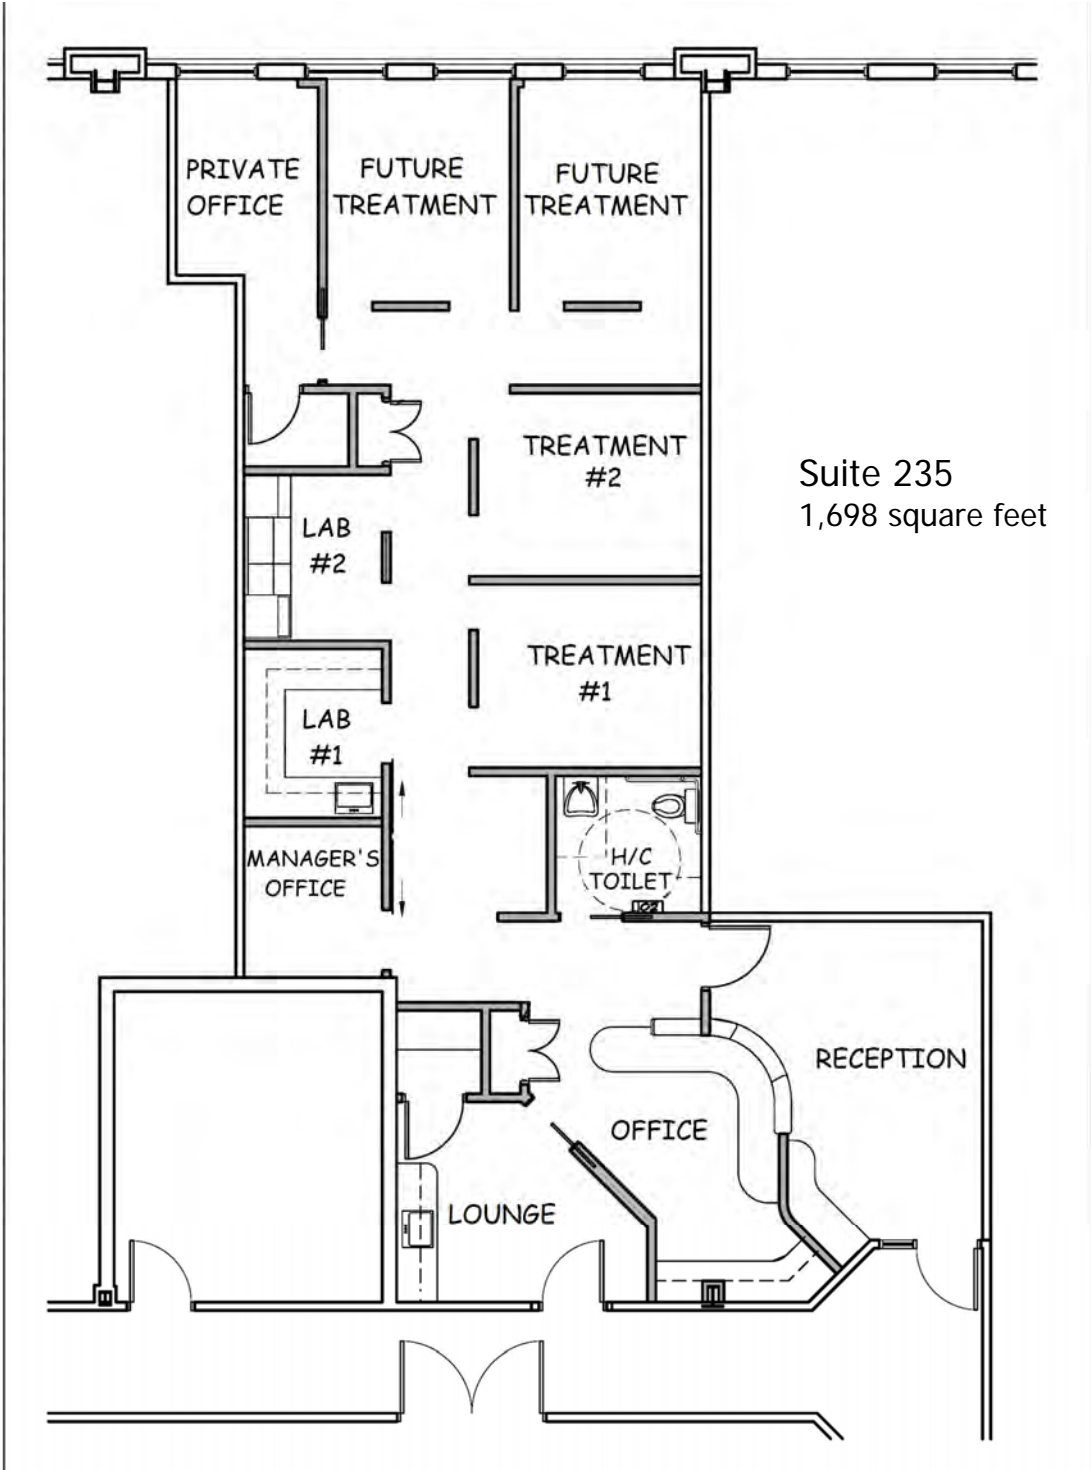 PRIVATE
OFFICE
FUTURE
TREATMENT
FUTURE
TREATMENT
TREATMENT
#2
Suite 235
1,698 square feet
LAB
#2
TREATMENT
#1
LAB
#1
MANAGER'S
OFFICE
H/C
TOILET
RECEPTION
OFFICE
LOUNGE